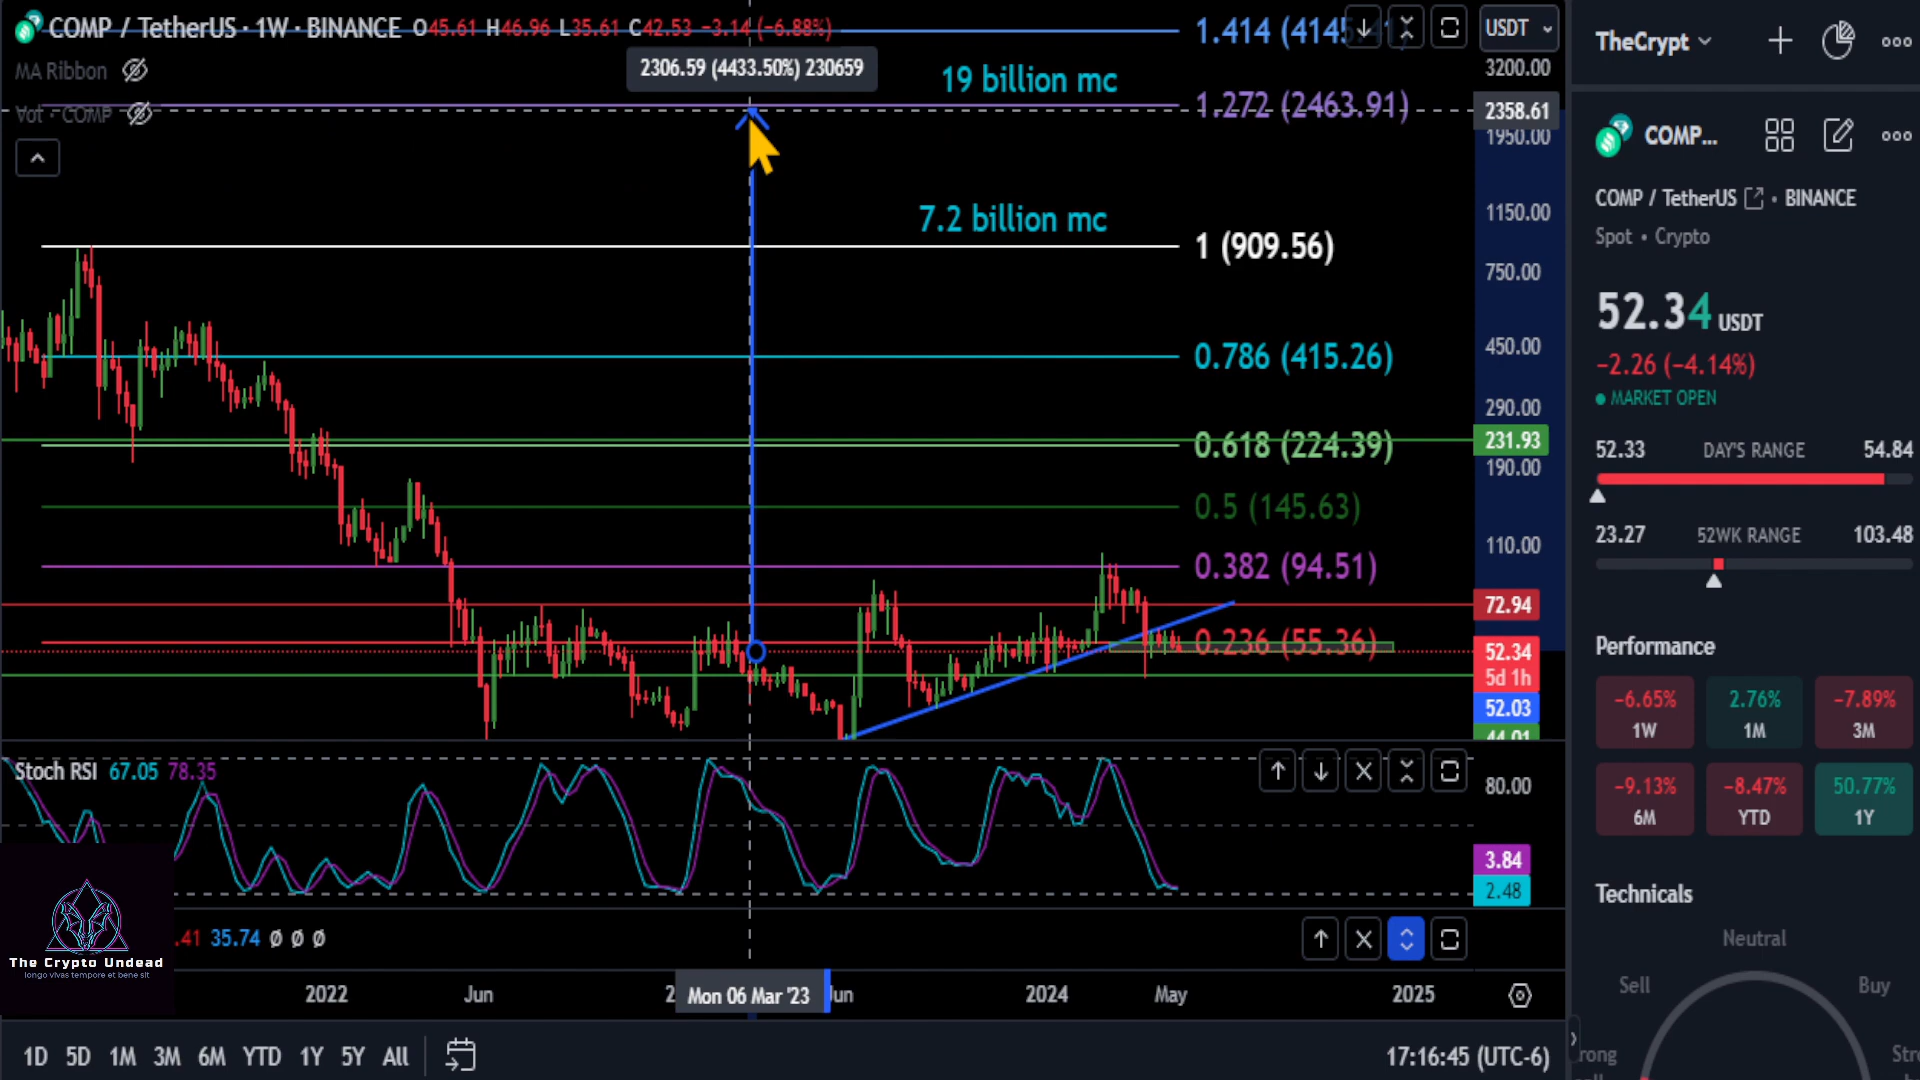 COMP / TetherUS · 1W · BINANCE O45.61 H46.96 L35.61 C42.53 −3.14 (−6.88%)
MA Ribbon
Vol · COMP
2306.59 (4433.50%) 230659
19 billion mc
7.2 billion mc
1.272 (2463.91)
1 (909.56)
0.786 (415.26)
0.618 (224.39)
0.5 (145.63)
0.382 (94.51)
0.236 (55.36)
USDT
3200.00
2358.61
1950.00
1150.00
750.00
450.00
290.00
231.93
190.00
110.00
72.94
52.34
5d 1h
52.03
44.01
Stoch RSI 67.05 78.35
80.00
3.84
2.48
.41 35.74 Ø Ø Ø
The Crypto Undead
longo vivas tempore et bene sit
2022 Jun Mon 06 Mar '23 Jun 2024 May 2025
1D 5D 1M 3M 6M YTD 1Y 5Y All
17:16:45 (UTC-6)
TheCrypt
COMP...
COMP / TetherUS • BINANCE
Spot • Crypto
52.34 USDT
−2.26 (−4.14%)
MARKET OPEN
52.33 DAY'S RANGE 54.84
23.27 52WK RANGE 103.48
Performance
−6.65% 2.76% −7.89%
1W 1M 3M
−9.13% −8.47% 50.77%
6M YTD 1Y
Technicals
Neutral
Sell Buy